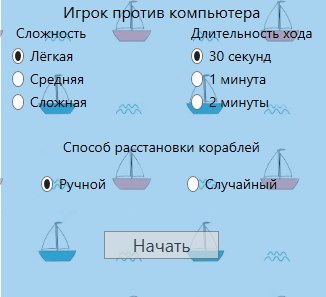 Игрок против компьютера
Сложность Длительность хода
Лёгкая 30 секунд
Средняя 1 минута
Сложная 2 минуты
Способ расстановки кораблей
Ручной Случайный
Начать